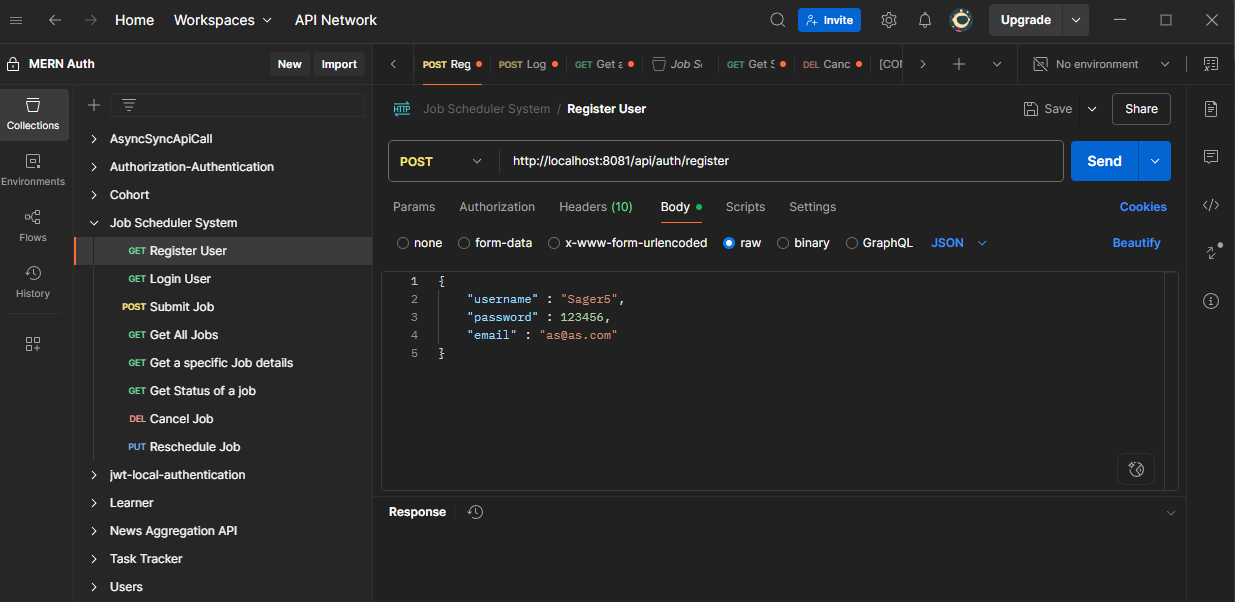 Home Workspaces API Network Invite Upgrade
MERN Auth New Import
POST Reg POST Log GET Get a Job Sc GET Get S DEL Canc [CON No environment
Collections
Environments
Flows
History
AsyncSyncApiCall
Authorization-Authentication
Cohort
Job Scheduler System
GET Register User
GET Login User
POST Submit Job
GET Get All Jobs
GET Get a specific Job details
GET Get Status of a job
DEL Cancel Job
PUT Reschedule Job
jwt-local-authentication
Learner
News Aggregation API
Task Tracker
Users
HTTP Job Scheduler System / Register User Save Share
POST http://localhost:8081/api/auth/register Send
Params Authorization Headers (10) Body Scripts Settings Cookies
none form-data x-www-form-urlencoded raw binary GraphQL JSON Beautify
1 {
2 "username" : "Sager5",
3 "password" : 123456,
4 "email" : "as@as.com"
5 }
Response